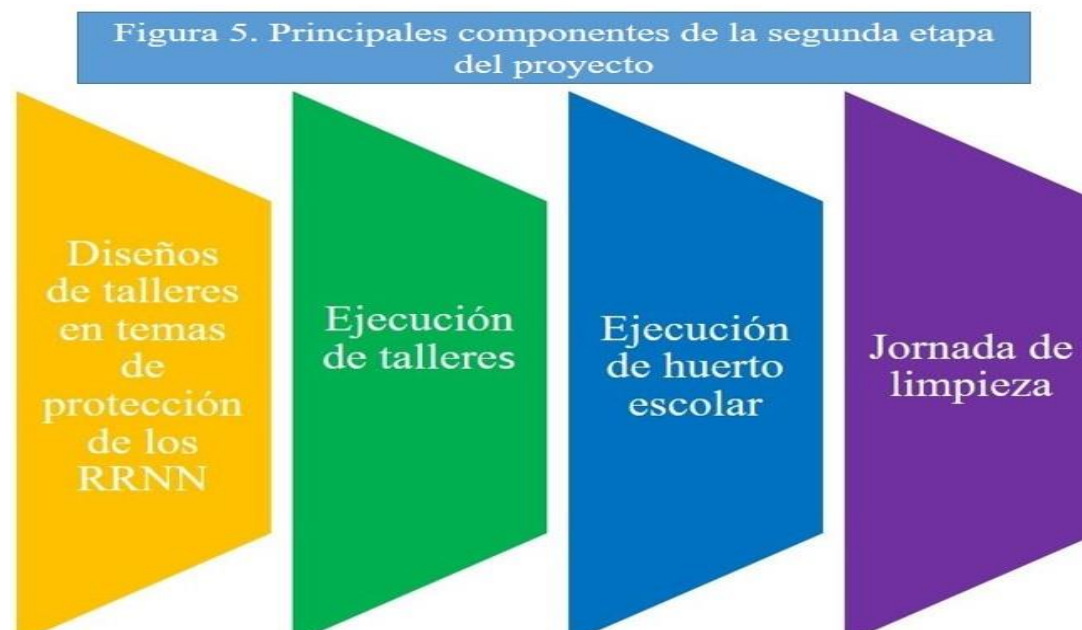 Figura 5. Principales componentes de la segunda etapa
del proyecto
Diseños
de talleres
en temas
de
protección
de los
RRNN
Ejecución
de talleres
Ejecución
de huerto
escolar
Jornada de
limpieza